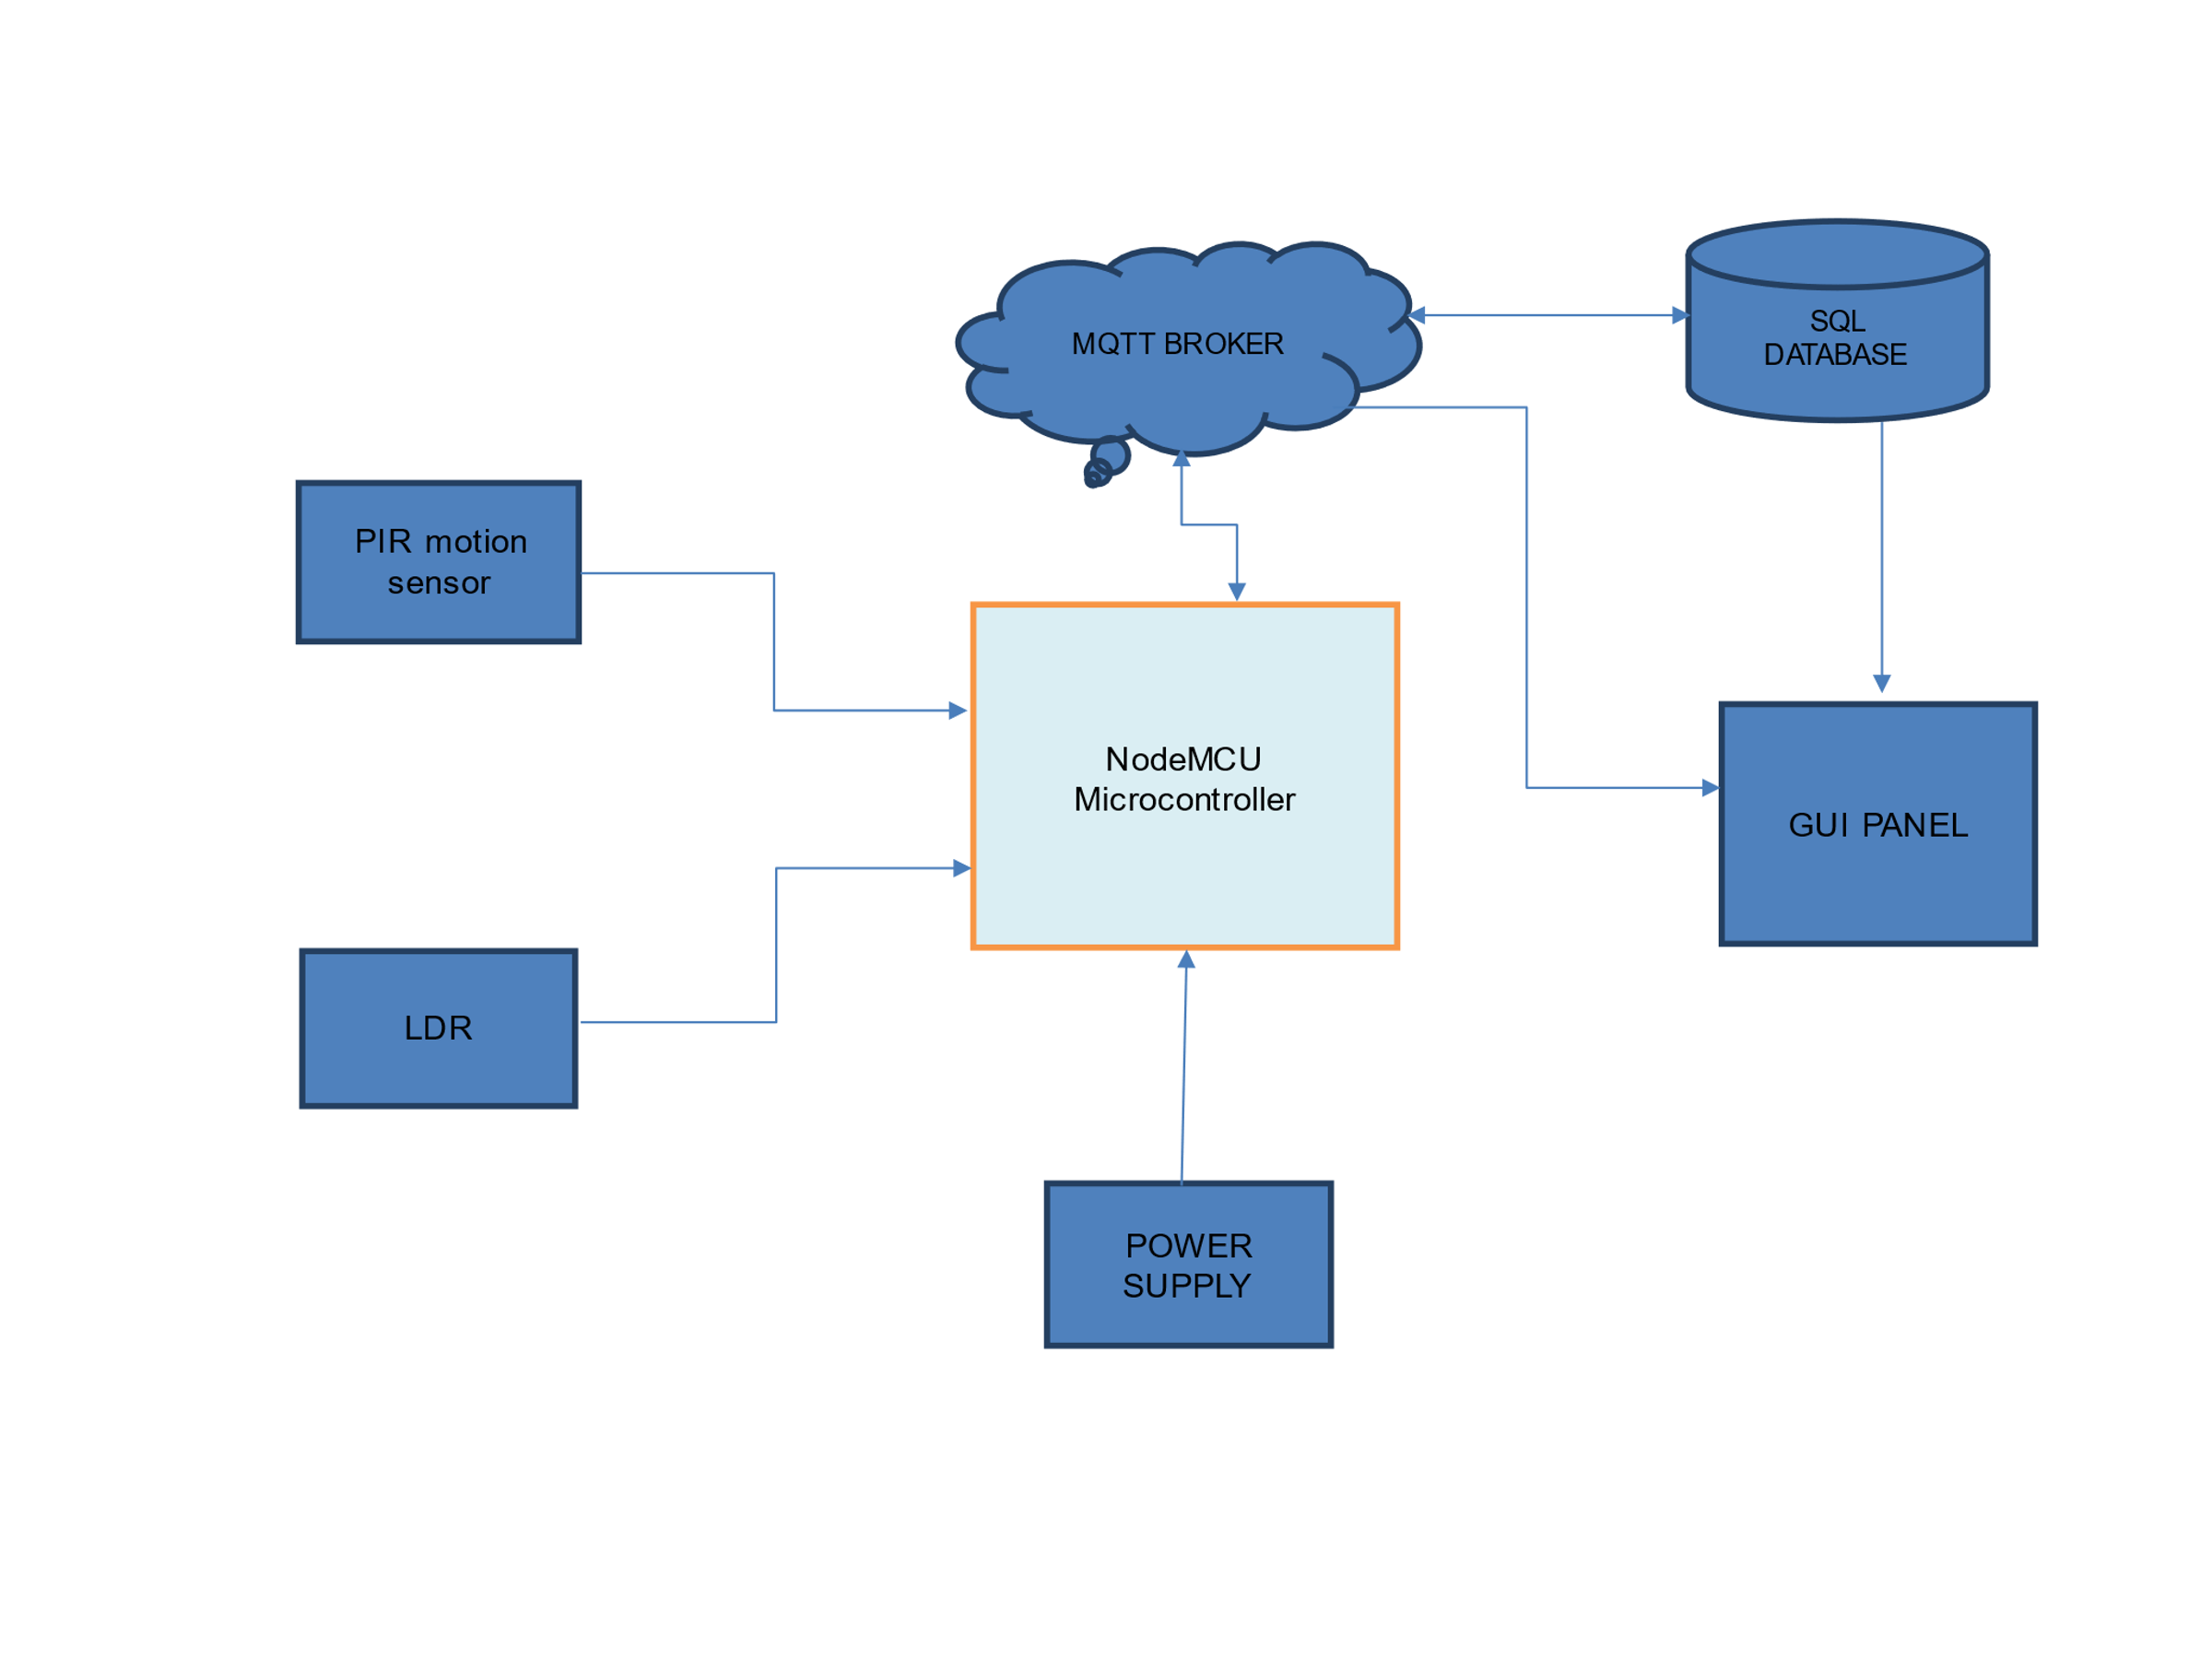 MQTT BROKER
SQL
DATABASE
PIR motion
sensor
NodeMCU
Microcontroller
GUI PANEL
LDR
POWER
SUPPLY